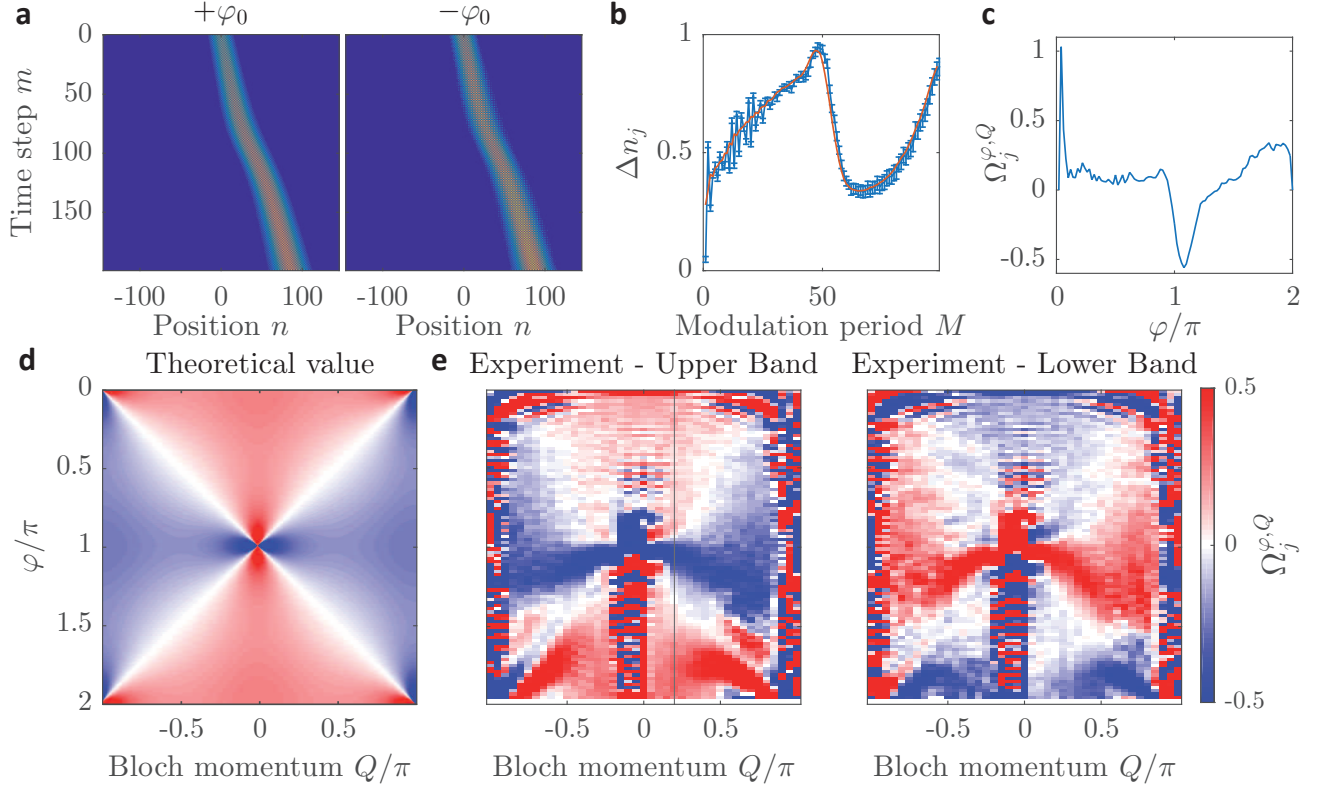 a
+φ₀
−φ₀
0
50
100
150
Time step m
-100 0 100
-100 0 100
Position n
Position n
b
1
0.5
0
Δnⱼ
0 50
Modulation period M
c
1
0.5
0
-0.5
Ωⱼ^φ,Q
0 1 2
φ/π
d
Theoretical value
0
0.5
1
1.5
2
φ/π
-0.5 0 0.5
Bloch momentum Q/π
e
Experiment - Upper Band
-0.5 0 0.5
Bloch momentum Q/π
Experiment - Lower Band
-0.5 0 0.5
Bloch momentum Q/π
0.5
0
-0.5
Ωⱼ^φ,Q